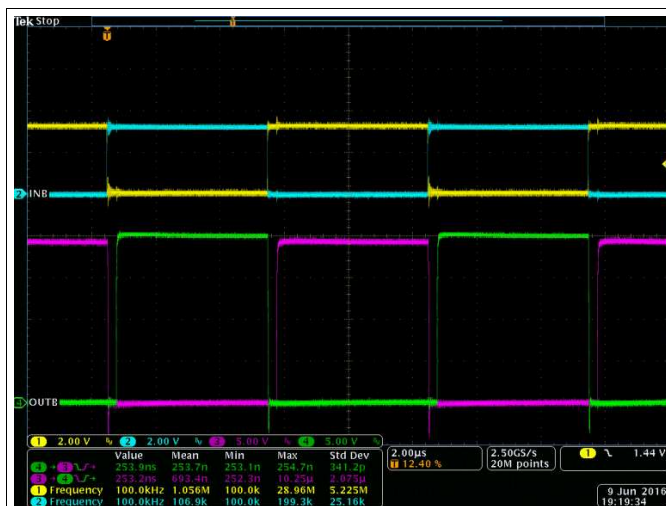 Tek Stop
T
T
2 INB
4 OUTB
1 2.00 V 2 2.00 V 3 5.00 V 4 5.00 V
2.00µs
T 12.40 %
2.50GS/s
20M points
1 1.44 V
Value Mean Min Max Std Dev
4 → 3 253.9ns 253.7n 253.1n 254.7n 341.2p
3 → 4 253.2ns 693.4n 252.3n 10.25µ 2.075µ
1 Frequency 100.0kHz 1.056M 100.0k 28.96M 5.225M
2 Frequency 100.0kHz 106.9k 100.0k 199.3k 25.16k
9 Jun 2016
19:19:34